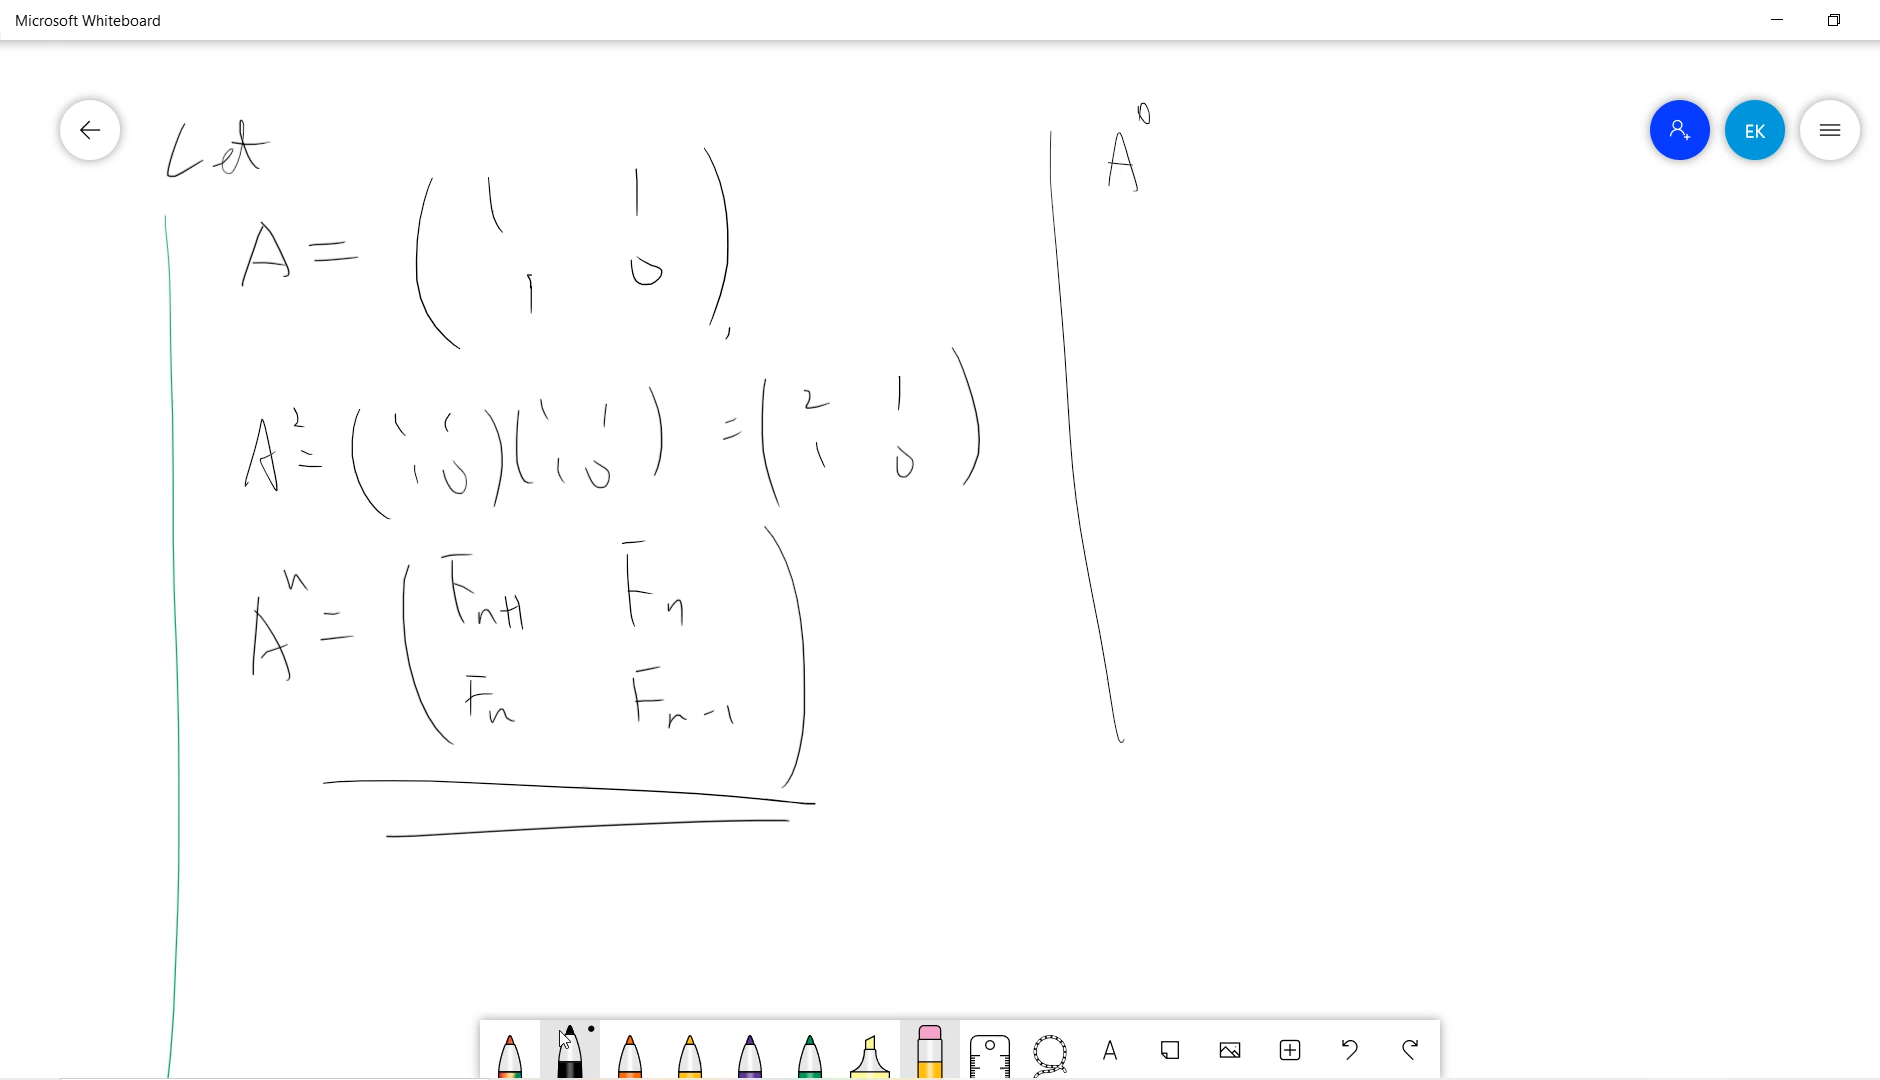 Microsoft Whiteboard
Let
A = ( 1 1
1 0 ),
A² = ( 1 1
1 0 ) ( 1 1
1 0 ) = ( 2 1
1 0 )
Aⁿ = ( Fn+1 Fn
Fn Fn-1 )
A⁰
EK
A